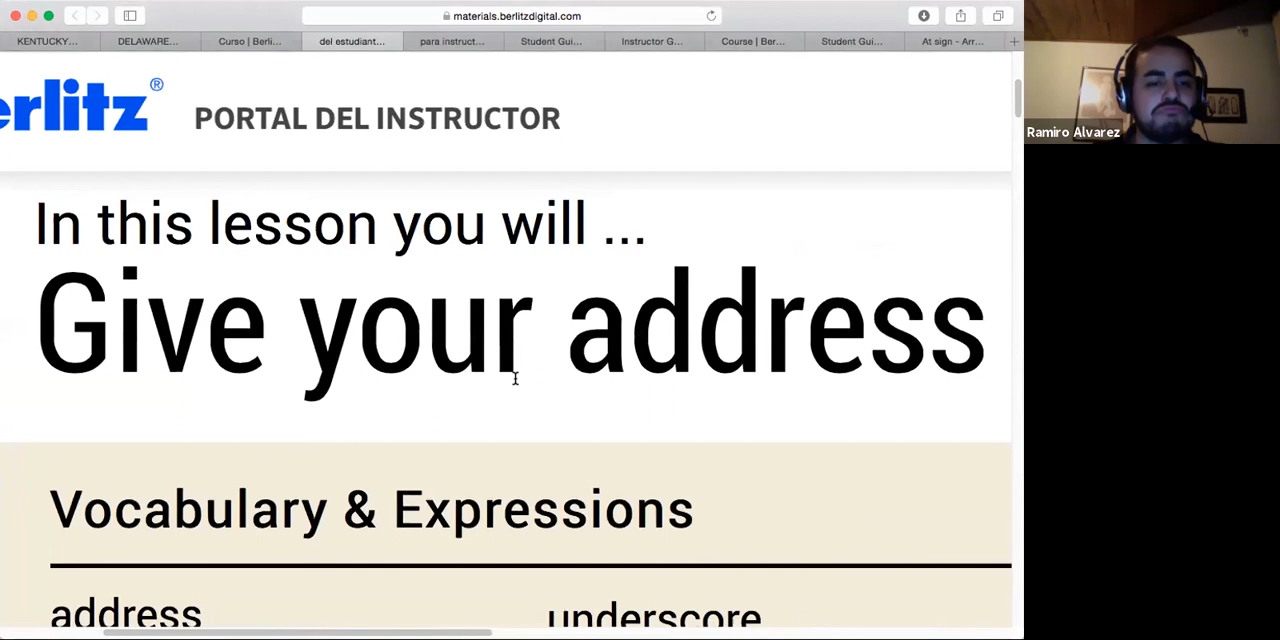 materials.berlitzdigital.com
KENTUCKY...
DELAWARE...
Curso | Berli...
del estudiant...
para instruct...
Student Gui...
Instructor G...
Course | Ber...
Student Gui...
At sign - Arr...
erlitz®
PORTAL DEL INSTRUCTOR
In this lesson you will ...
Give your address
Vocabulary & Expressions
address
underscore
Ramiro Alvarez